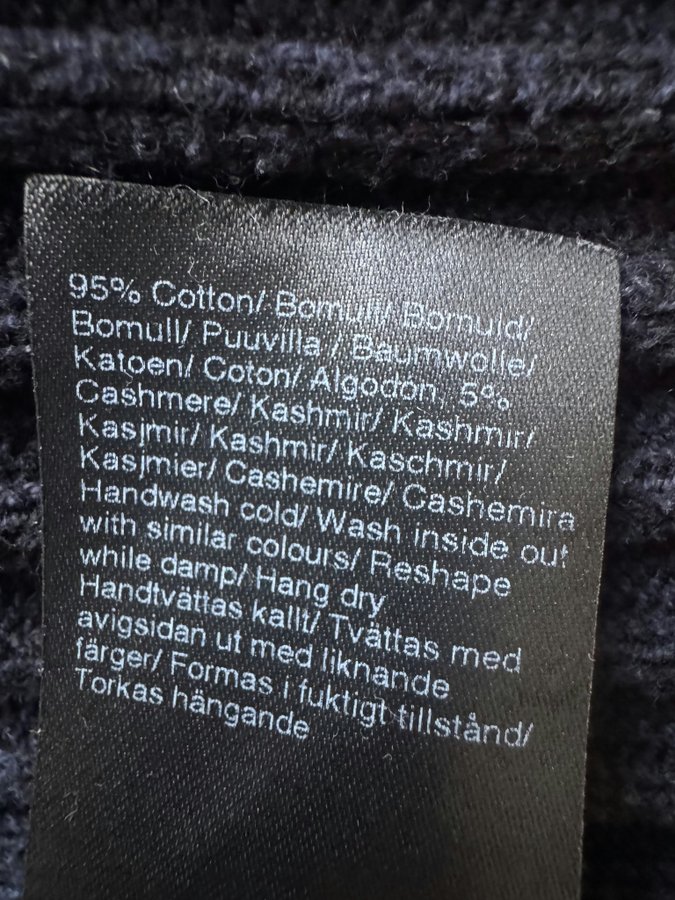 95% Cotton/ Bomull/ Bomuld/
Bomull/ Puuvilla / Baumwolle/
Katoen/ Coton/ Algodón, 5%
Cashmere/ Kashmir/ Kashmir/
Kasjmir/ Kashmir/ Kaschmir/
Kasjmier/ Cashemire/ Cashemira
Handwash cold/ Wash inside out
with similar colours/ Reshape
while damp/ Hang dry
Handtvättas kallt/ Tvättas med
avigsidan ut med liknande
färger/ Formas i fuktigt tillstånd/
Torkas hängande